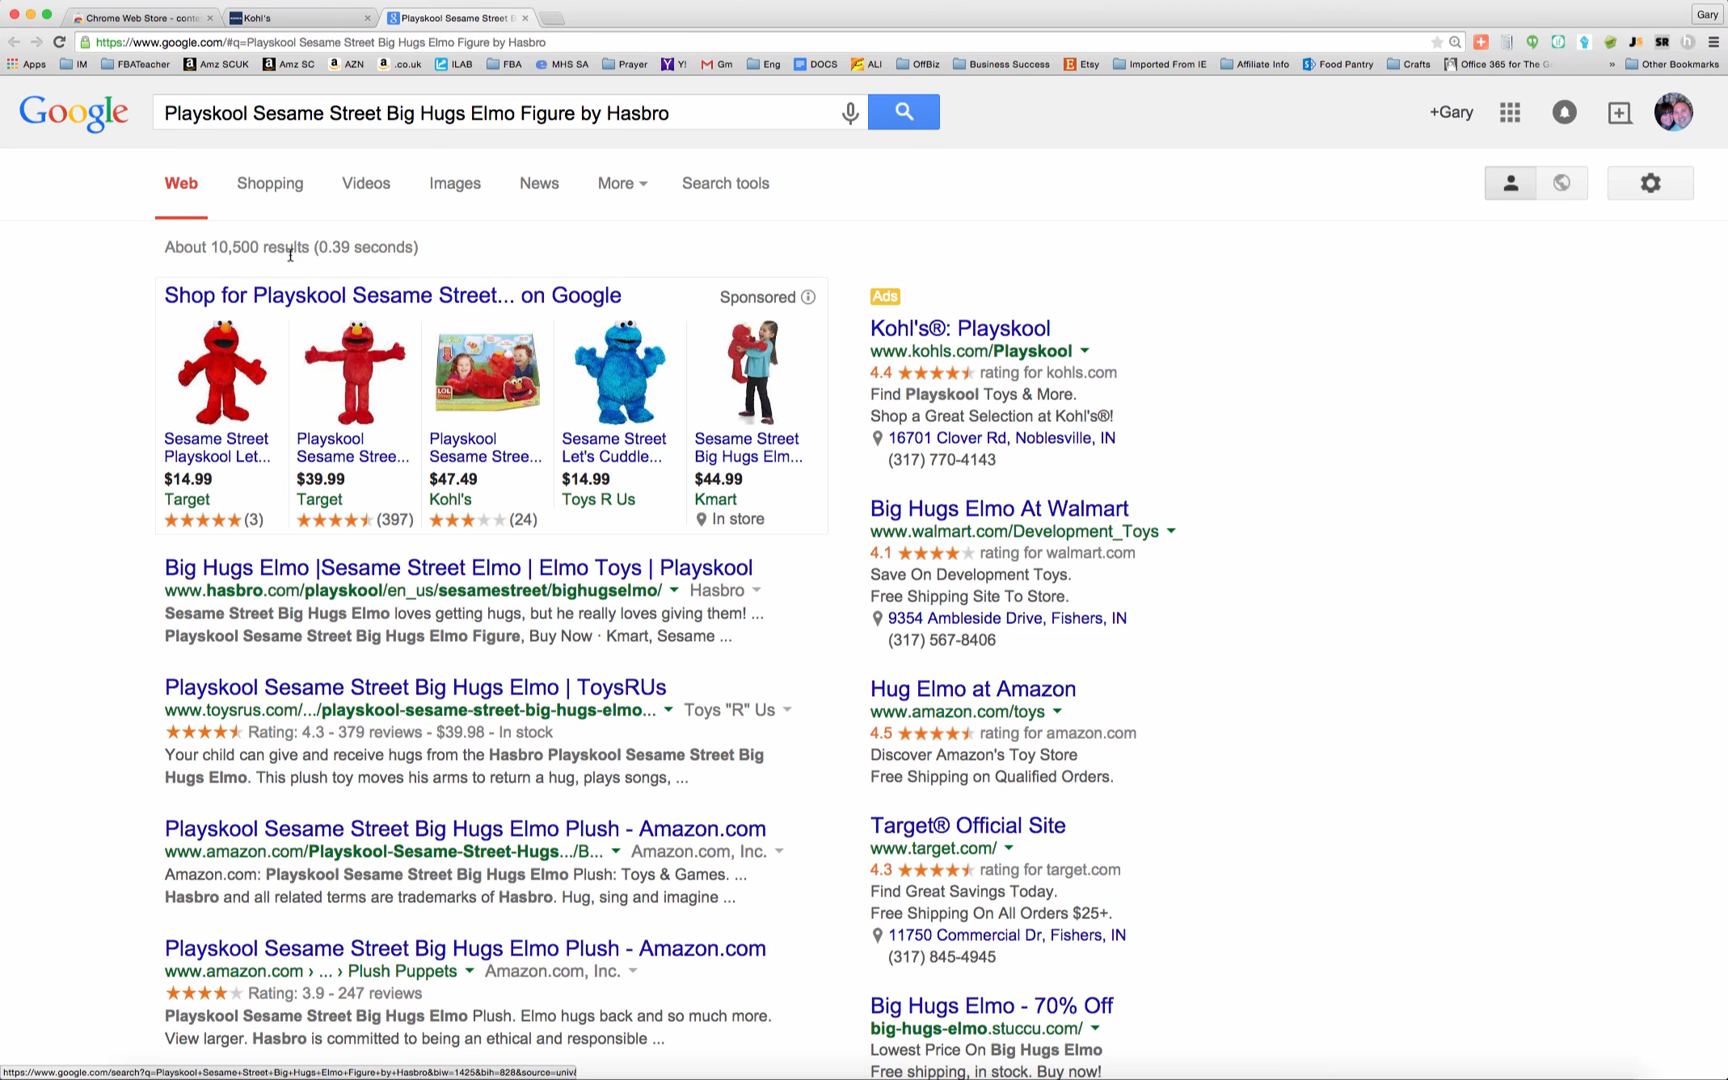 Chrome Web Store - conte
Kohl's
Playskool Sesame Street B
Gary
https://www.google.com/#q=Playskool Sesame Street Big Hugs Elmo Figure by Hasbro
Apps
IM
FBATeacher
Amz SCUK
Amz SC
AZN
.co.uk
ILAB
FBA
MHS SA
Prayer
Y!
Gm
Eng
DOCS
ALI
OffBiz
Business Success
Etsy
Imported From IE
Affiliate Info
Food Pantry
Crafts
Office 365 for The G
»
Other Bookmarks
Google
Playskool Sesame Street Big Hugs Elmo Figure by Hasbro
+Gary
Web
Shopping
Videos
Images
News
More
Search tools
About 10,500 results (0.39 seconds)
Shop for Playskool Sesame Street... on Google
Sponsored
Sesame Street
Playskool Let...
$14.99
Target
(3)
Playskool
Sesame Stree...
$39.99
Target
(397)
LOL
Playskool
Sesame Stree...
$47.49
Kohl's
(24)
Sesame Street
Let's Cuddle...
$14.99
Toys R Us
Sesame Street
Big Hugs Elm...
$44.99
Kmart
In store
Big Hugs Elmo |Sesame Street Elmo | Elmo Toys | Playskool
www.hasbro.com/playskool/en_us/sesamestreet/bighugselmo/ Hasbro
Sesame Street Big Hugs Elmo loves getting hugs, but he really loves giving them! ...
Playskool Sesame Street Big Hugs Elmo Figure, Buy Now · Kmart, Sesame ...
Playskool Sesame Street Big Hugs Elmo | ToysRUs
www.toysrus.com/.../playskool-sesame-street-big-hugs-elmo... Toys "R" Us
Rating: 4.3 - 379 reviews - $39.98 - In stock
Your child can give and receive hugs from the Hasbro Playskool Sesame Street Big
Hugs Elmo. This plush toy moves his arms to return a hug, plays songs, ...
Playskool Sesame Street Big Hugs Elmo Plush - Amazon.com
www.amazon.com/Playskool-Sesame-Street-Hugs.../B... Amazon.com, Inc.
Amazon.com: Playskool Sesame Street Big Hugs Elmo Plush: Toys & Games. ...
Hasbro and all related terms are trademarks of Hasbro. Hug, sing and imagine ...
Playskool Sesame Street Big Hugs Elmo Plush - Amazon.com
www.amazon.com › ... › Plush Puppets Amazon.com, Inc.
Rating: 3.9 - 247 reviews
Playskool Sesame Street Big Hugs Elmo Plush. Elmo hugs back and so much more.
View larger. Hasbro is committed to being an ethical and responsible ...
Ads
Kohl's®: Playskool
www.kohls.com/Playskool
4.4 rating for kohls.com
Find Playskool Toys & More.
Shop a Great Selection at Kohl's®!
16701 Clover Rd, Noblesville, IN
(317) 770-4143
Big Hugs Elmo At Walmart
www.walmart.com/Development_Toys
4.1 rating for walmart.com
Save On Development Toys.
Free Shipping Site To Store.
9354 Ambleside Drive, Fishers, IN
(317) 567-8406
Hug Elmo at Amazon
www.amazon.com/toys
4.5 rating for amazon.com
Discover Amazon's Toy Store
Free Shipping on Qualified Orders.
Target® Official Site
www.target.com/
4.3 rating for target.com
Find Great Savings Today.
Free Shipping On All Orders $25+.
11750 Commercial Dr, Fishers, IN
(317) 845-4945
Big Hugs Elmo - 70% Off
big-hugs-elmo.stuccu.com/
Lowest Price On Big Hugs Elmo
Free shipping, in stock. Buy now!
https://www.google.com/search?q=Playskool+Sesame+Street+Big+Hugs+Elmo+Figure+by+Hasbro&biw=1425&bih=828&source=univ&